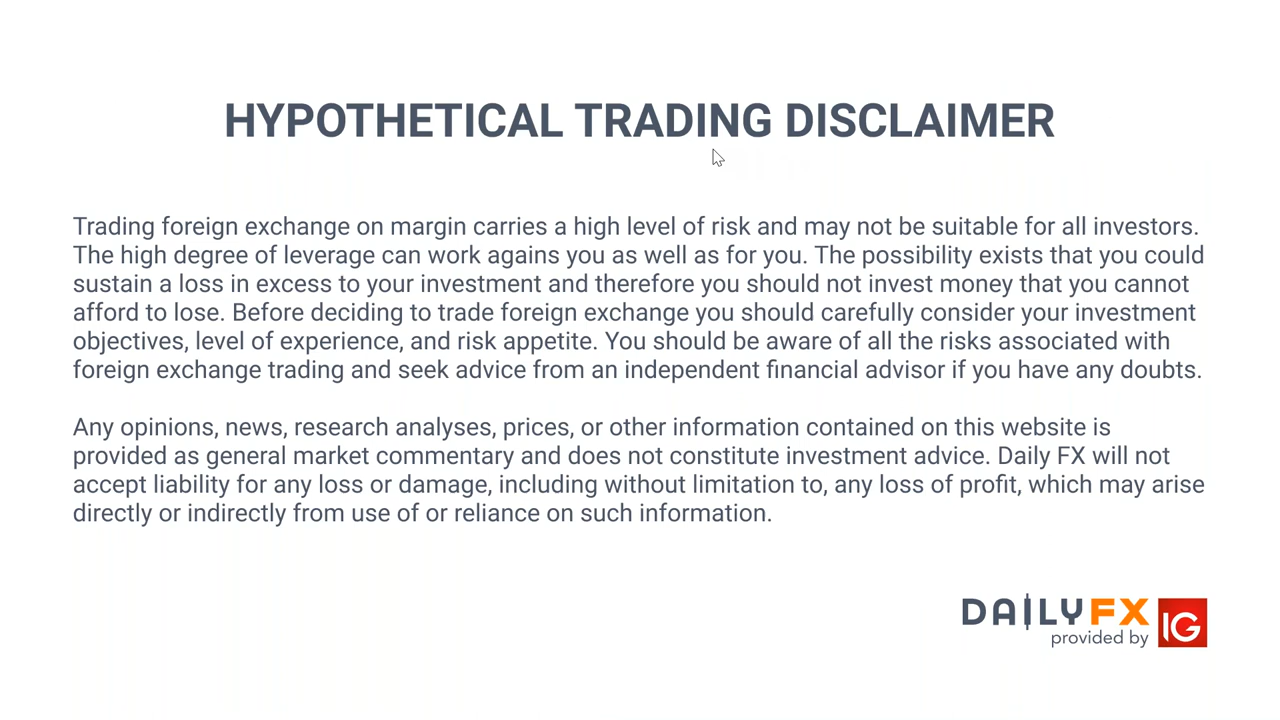 HYPOTHETICAL TRADING DISCLAIMER
Trading foreign exchange on margin carries a high level of risk and may not be suitable for all investors.
The high degree of leverage can work agains you as well as for you. The possibility exists that you could
sustain a loss in excess to your investment and therefore you should not invest money that you cannot
afford to lose. Before deciding to trade foreign exchange you should carefully consider your investment
objectives, level of experience, and risk appetite. You should be aware of all the risks associated with
foreign exchange trading and seek advice from an independent financial advisor if you have any doubts.
Any opinions, news, research analyses, prices, or other information contained on this website is
provided as general market commentary and does not constitute investment advice. Daily FX will not
accept liability for any loss or damage, including without limitation to, any loss of profit, which may arise
directly or indirectly from use of or reliance on such information.
DAILYFX
provided by IG